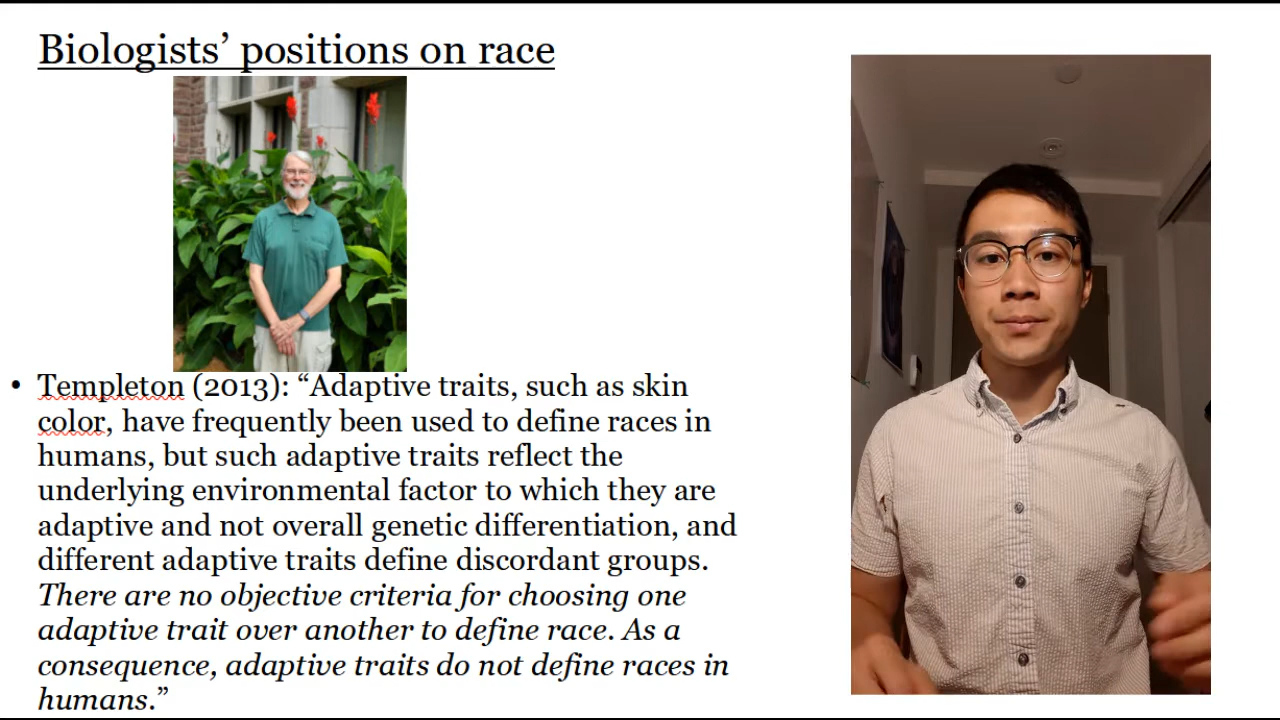 Biologists’ positions on race
• Templeton (2013): “Adaptive traits, such as skin
color, have frequently been used to define races in
humans, but such adaptive traits reflect the
underlying environmental factor to which they are
adaptive and not overall genetic differentiation, and
different adaptive traits define discordant groups.
There are no objective criteria for choosing one
adaptive trait over another to define race. As a
consequence, adaptive traits do not define races in
humans.”